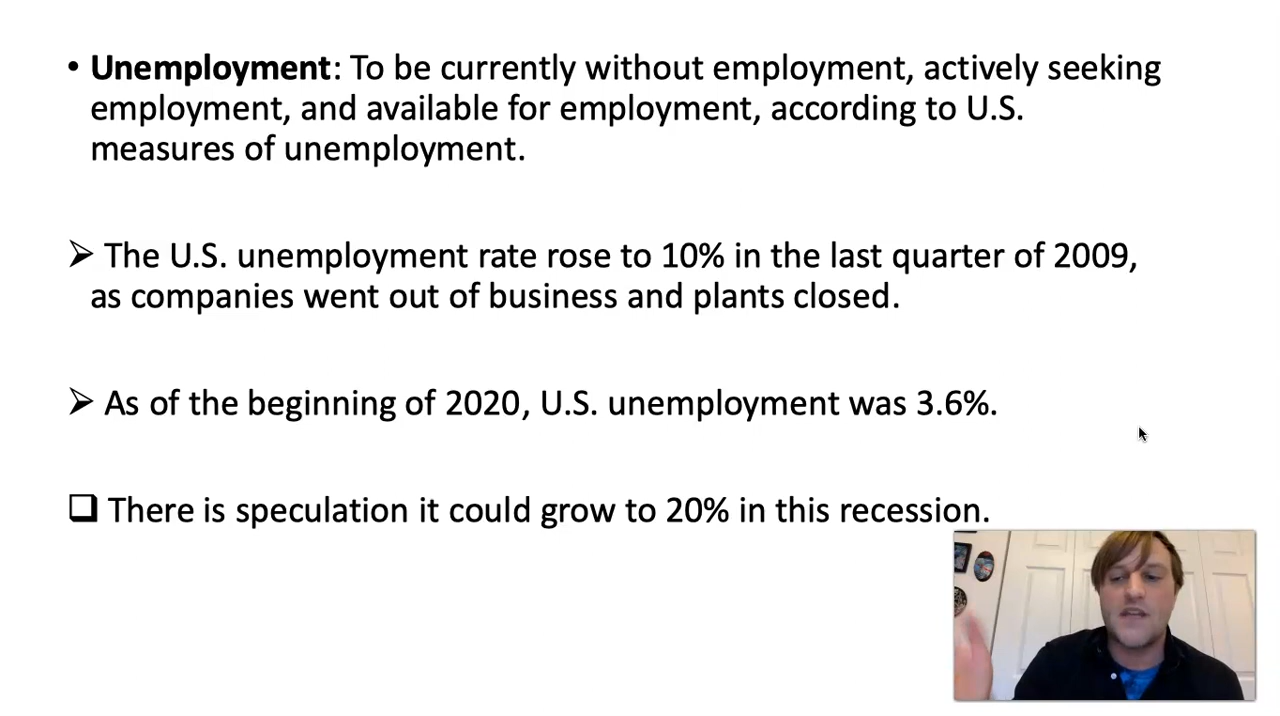 • Unemployment: To be currently without employment, actively seeking
employment, and available for employment, according to U.S.
measures of unemployment.
➢ The U.S. unemployment rate rose to 10% in the last quarter of 2009,
as companies went out of business and plants closed.
➢ As of the beginning of 2020, U.S. unemployment was 3.6%.
❑ There is speculation it could grow to 20% in this recession.